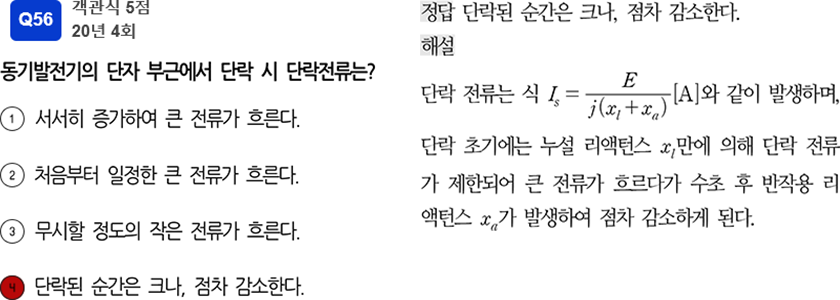 Q56
객관식 5점
20년 4회
동기발전기의 단자 부근에서 단락 시 단락전류는?
① 서서히 증가하여 큰 전류가 흐른다.
② 처음부터 일정한 큰 전류가 흐른다.
③ 무시할 정도의 작은 전류가 흐른다.
④ 단락된 순간은 크나, 점차 감소한다.
정답 단락된 순간은 크나, 점차 감소한다.
해설
단락 전류는 식 I_s = E / j(x_l + x_a) [A]와 같이 발생하며,
단락 초기에는 누설 리액턴스 x_l만에 의해 단락 전류
가 제한되어 큰 전류가 흐르다가 수초 후 반작용 리
액턴스 x_a가 발생하여 점차 감소하게 된다.